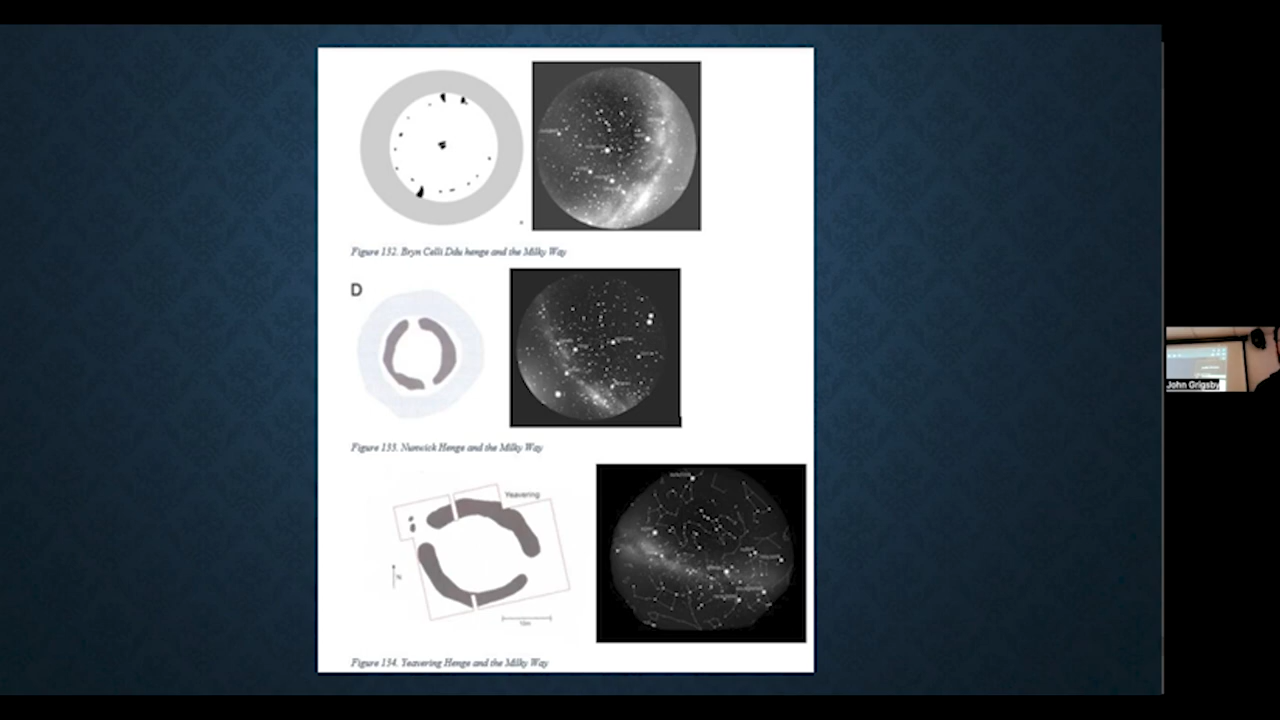 Figure 132. Bryn Celli Ddu henge and the Milky Way
D
Figure 133. Nunwick Henge and the Milky Way
Yeavering
N
10m
Figure 134. Yeavering Henge and the Milky Way
John Grigsby